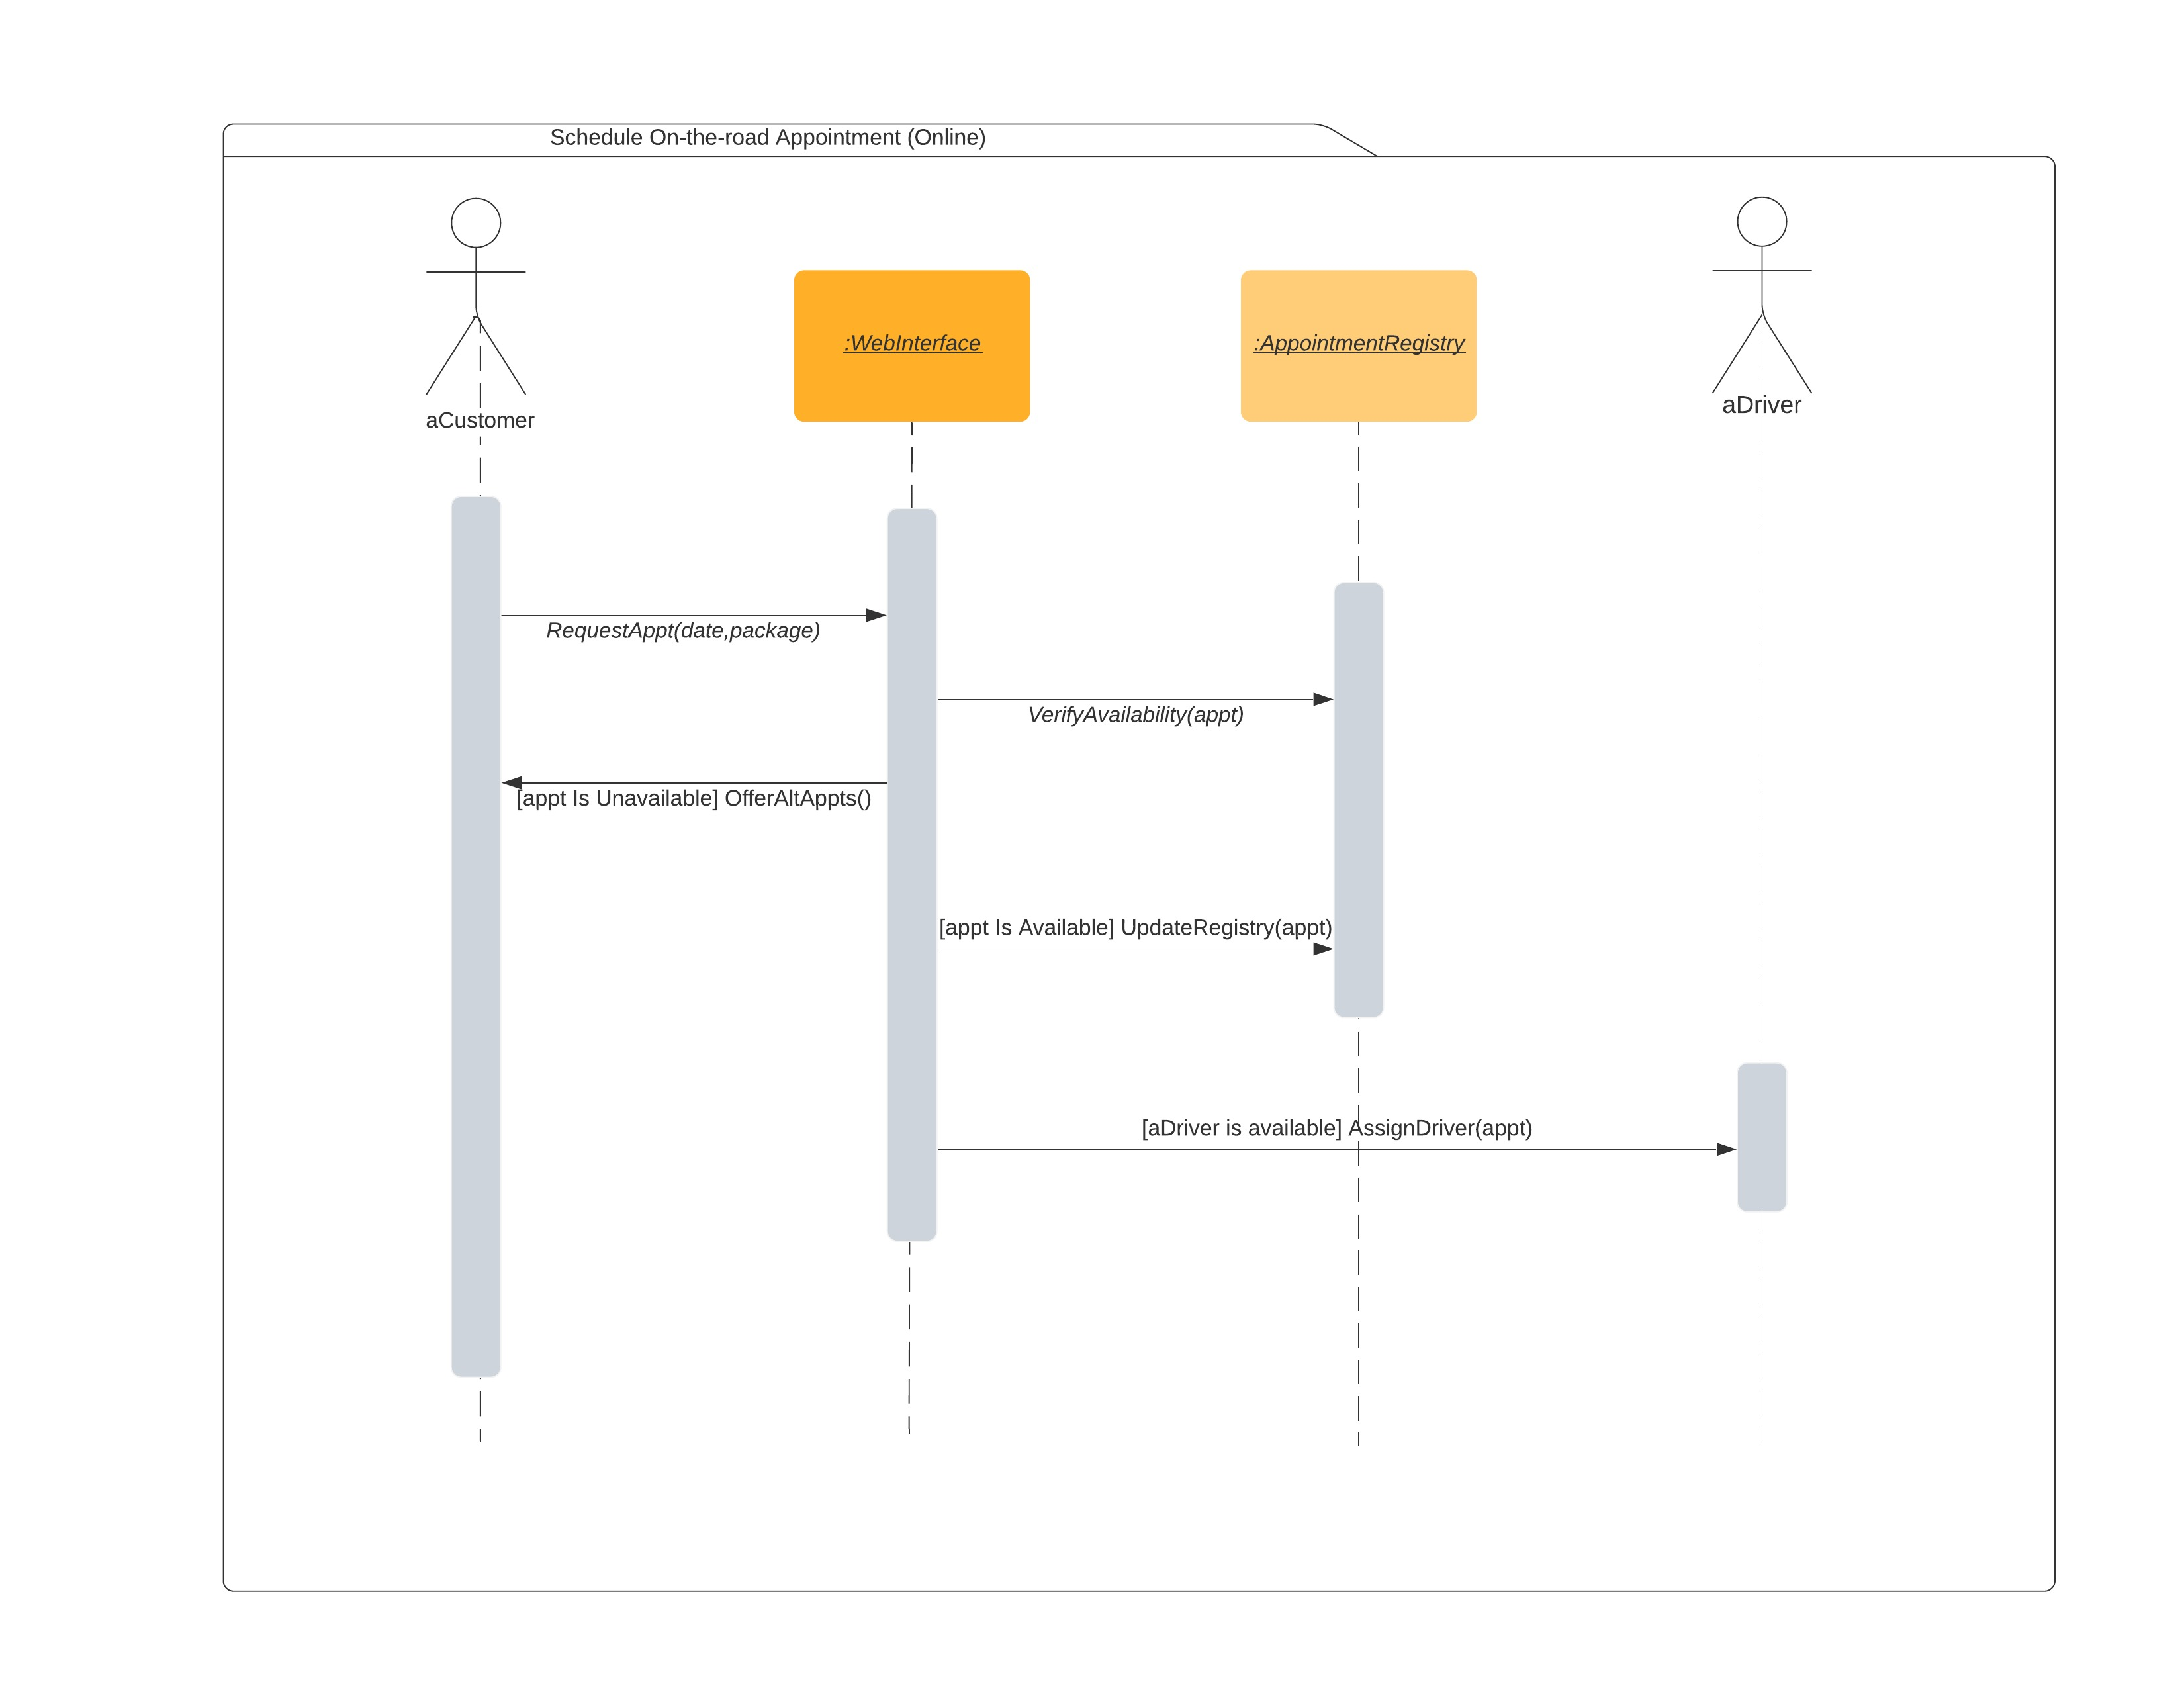 Schedule On-the-road Appointment (Online)
:WebInterface
:AppointmentRegistry
aCustomer
aDriver
RequestAppt(date,package)
VerifyAvailability(appt)
[appt Is Unavailable] OfferAltAppts()
[appt Is Available] UpdateRegistry(appt)
[aDriver is available] AssignDriver(appt)